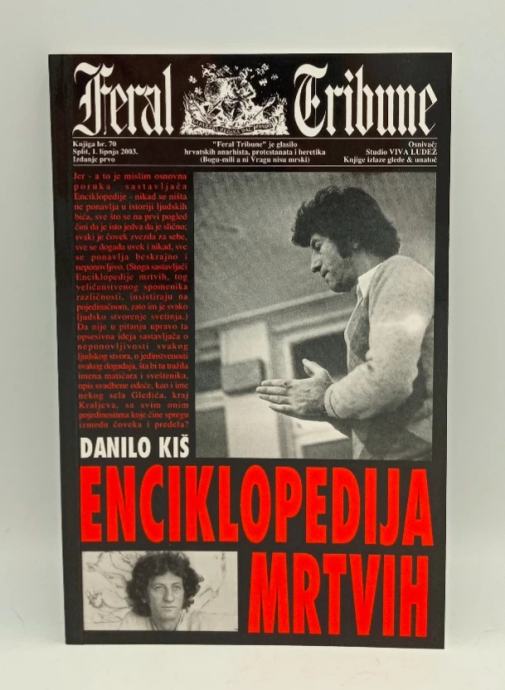 Feral Tribune
Knjiga br. 70
Split, 1. lipnja 2003.
Izdanje prvo
"Feral Tribune" je glasilo
hrvatskih anarhista, protestanata i heretika
(Bogu-mili a ni Vragu nisu mrski)
Osnivač:
Studio VIVA LUDEŽ
Knjige izlaze glede & unatoč
Jer - a to je mislim osnovna
poruka sastavljača
Enciklopedije - nikad se ništa
ne ponavlja u istoriji ljudskih
bića, sve što se na prvi pogled
čini da je isto jedva da je slično;
svaki je čovek zvezda za sebe,
sve se događa uvek i nikad, sve
se ponavlja beskrajno i
neponovljivo. (Stoga sastavljači
Enciklopedije mrtvih, tog
veličanstvenog spomenika
različnosti, insistiraju na
pojedinačnom, zato im je svako
ljudsko stvorenje svetinja.)
Da nije u pitanju upravo ta
opsesivna ideja sastavljača o
neponovljivosti svakog
ljudskog stvora, o jedinstvenosti
svakog događaja, šta bi ta tražila
imena matičara i sveštenika,
opis svadbene odeće, kao i ime
nekog sela Gledića, kraj
Kraljeva, sa svim onim
pojedinostima koje čine spregu
između čoveka i predela?
DANILO KIŠ
ENCIKLOPEDIJA
MRTVIH